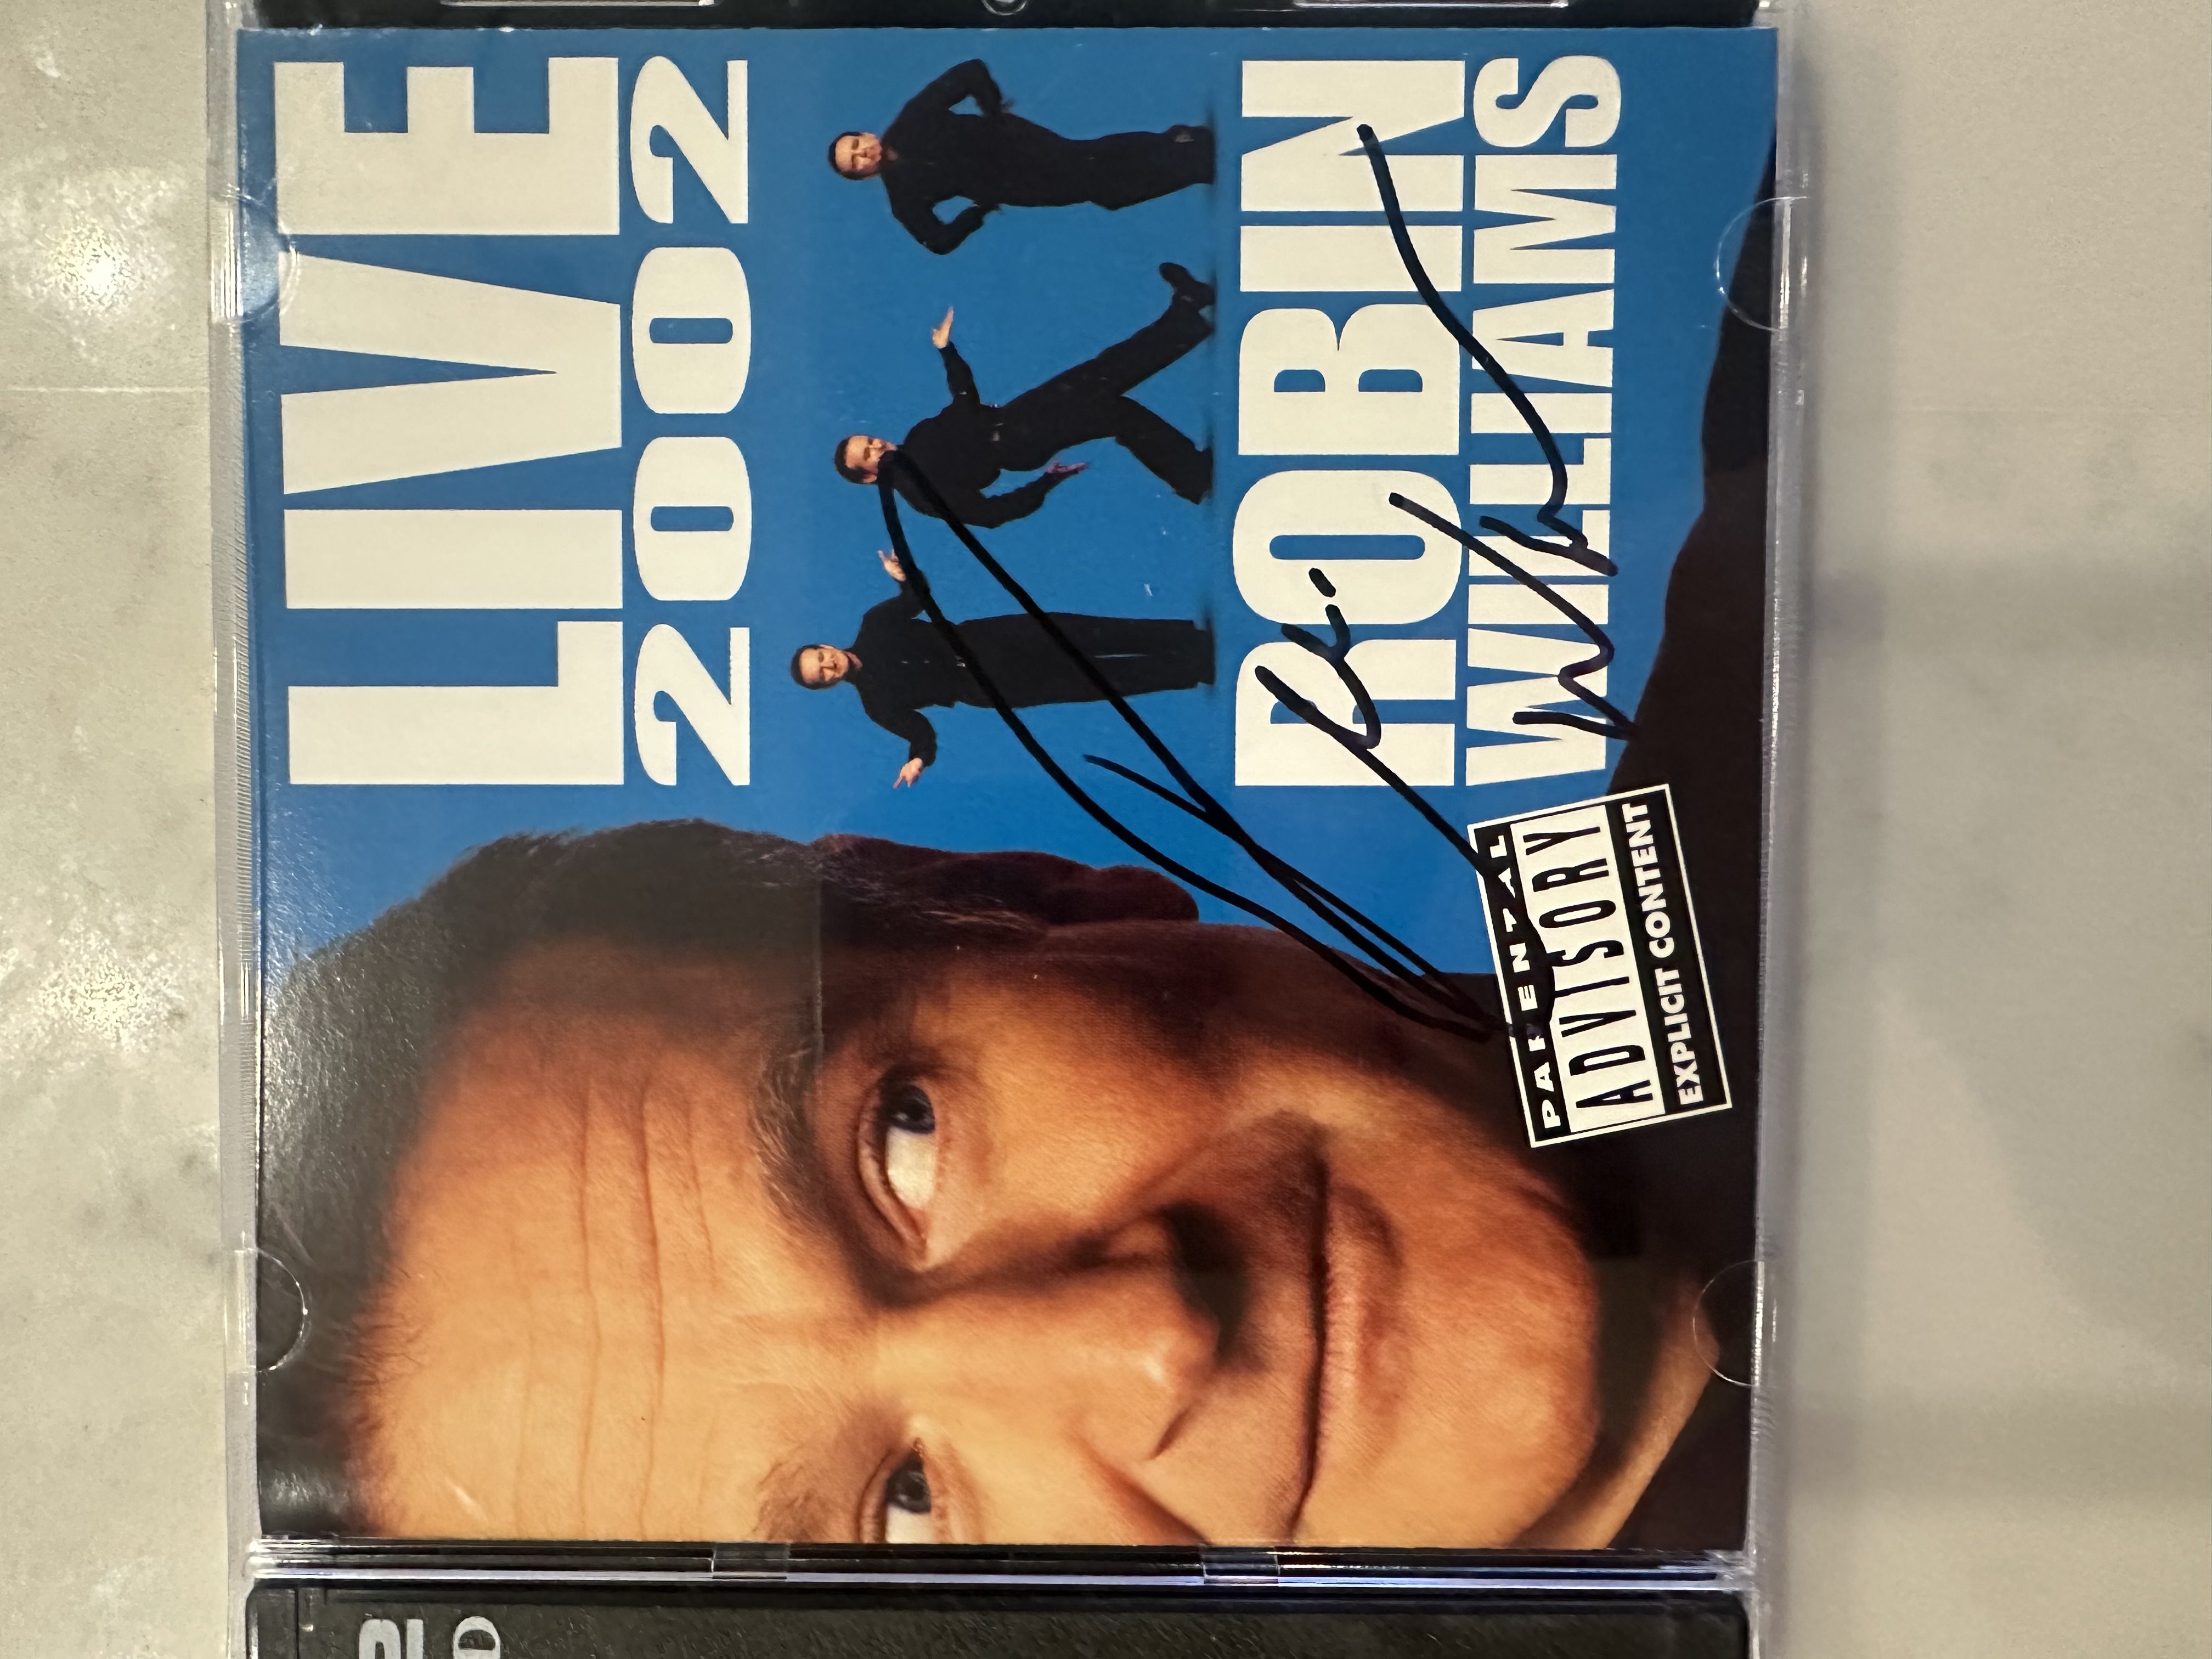 LIVE
2002
ROBIN
WILLIAMS
PARENTAL
ADVISORY
EXPLICIT CONTENT